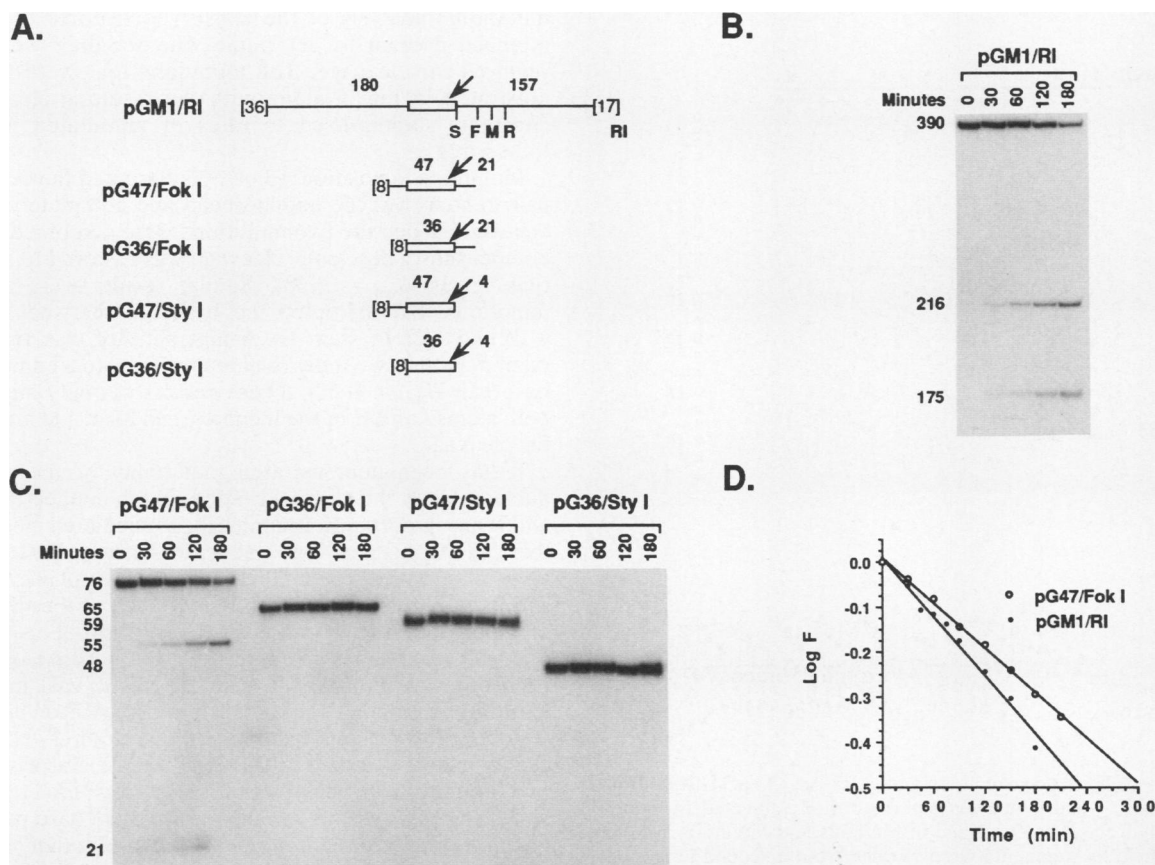 A.
180 157
pGM1/RI [36] [17]
S F M R RI
47 21
pG47/Fok I [8]
36 21
pG36/Fok I [8]
47 4
pG47/Sty I [8]
36 4
pG36/Sty I [8]
B.
pGM1/RI
Minutes 0 30 60 120 180
390
216
175
C.
pG47/Fok I pG36/Fok I pG47/Sty I pG36/Sty I
Minutes 0 30 60 120 180 0 30 60 120 180 0 30 60 120 180 0 30 60 120 180
76
65
59
55
48
21
D.
0.0
-0.1
-0.2
-0.3
-0.4
-0.5
Log F
pG47/Fok I
pGM1/RI
0 60 120 180 240 300
Time (min)